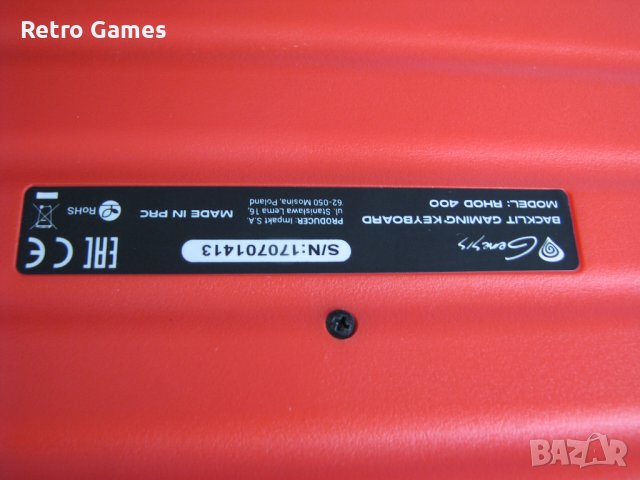 Retro Games
Genesis
BACKLIT GAMING KEYBOARD
MODEL: RHOD 400
S/N:170701413
PRODUCER: Impakt S.A.
ul. Stanisława Lema 16,
62-050 Mosina, Poland
MADE IN PRC
EAC
CE
RoHS
BAZAR